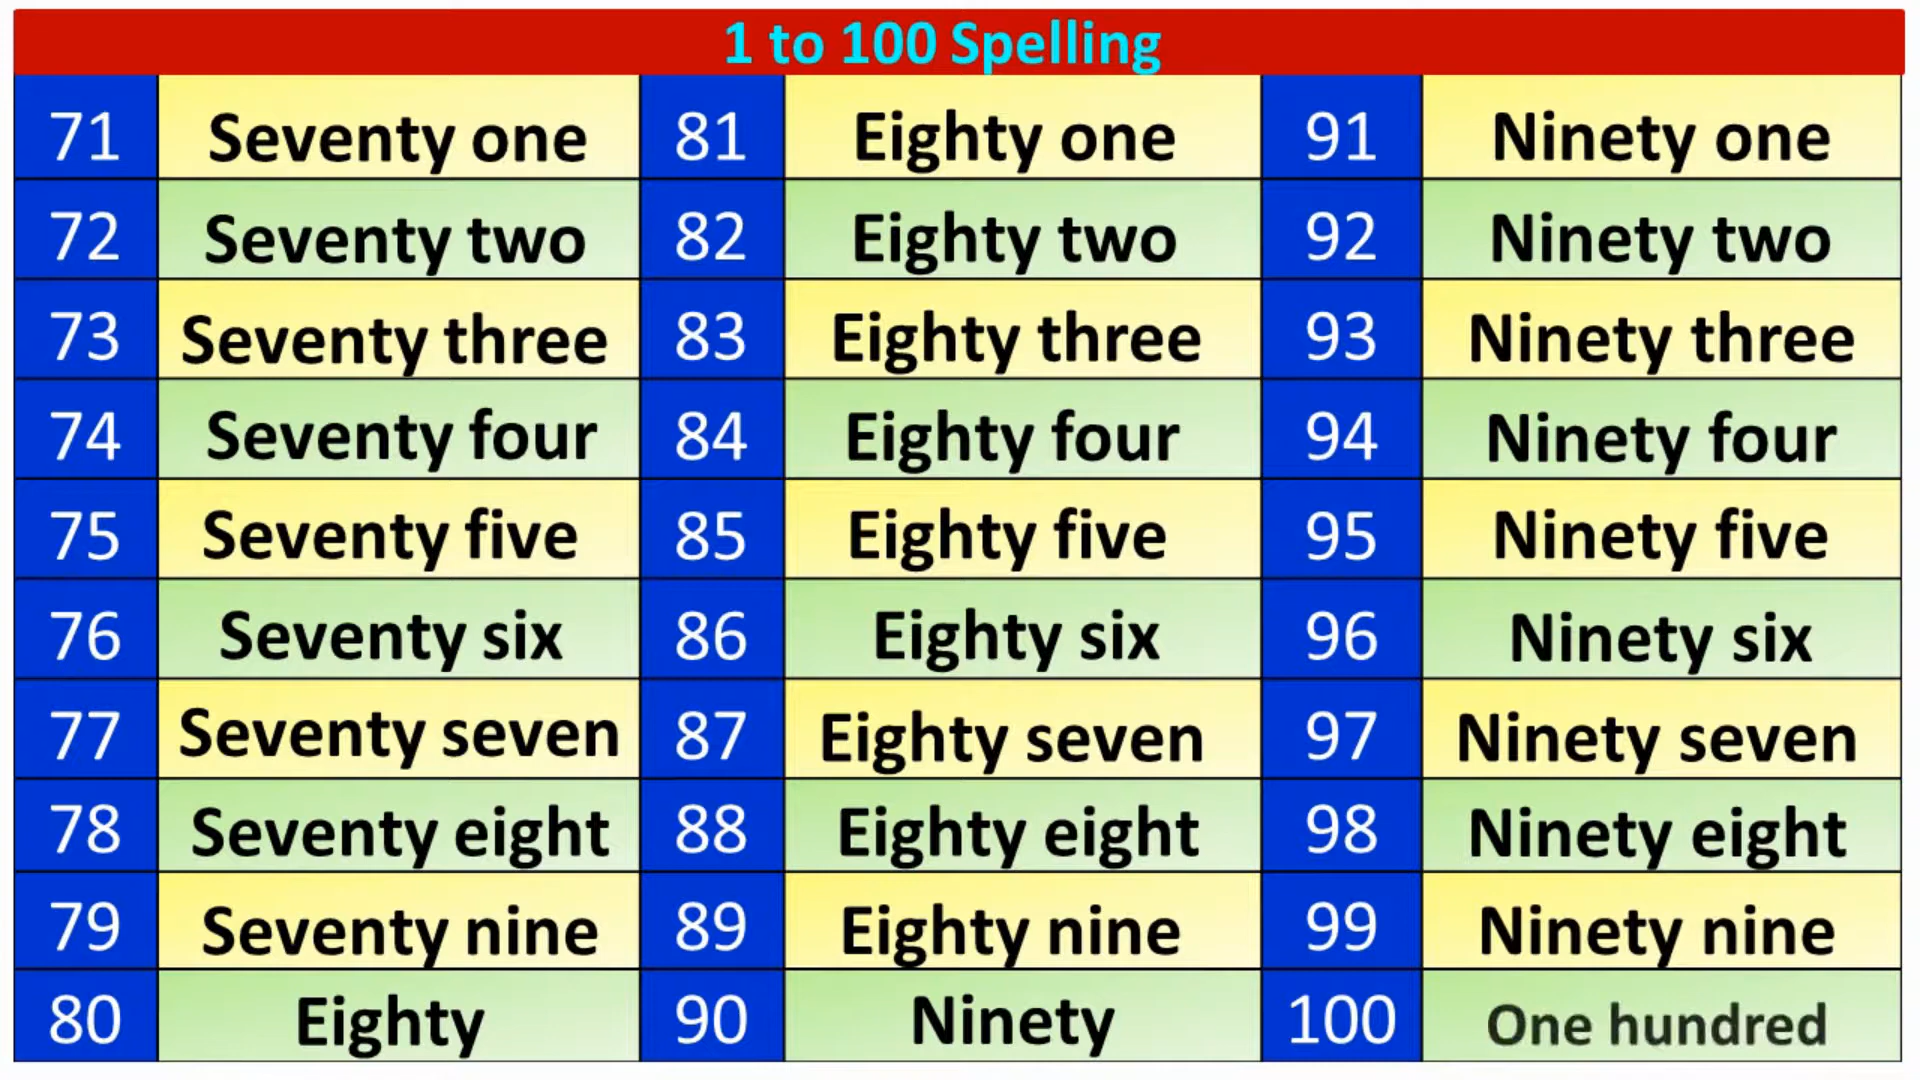 1 to 100 Spelling
71 Seventy one 81 Eighty one 91 Ninety one
72 Seventy two 82 Eighty two 92 Ninety two
73 Seventy three 83 Eighty three 93 Ninety three
74 Seventy four 84 Eighty four 94 Ninety four
75 Seventy five 85 Eighty five 95 Ninety five
76 Seventy six 86 Eighty six 96 Ninety six
77 Seventy seven 87 Eighty seven 97 Ninety seven
78 Seventy eight 88 Eighty eight 98 Ninety eight
79 Seventy nine 89 Eighty nine 99 Ninety nine
80 Eighty 90 Ninety 100 One hundred